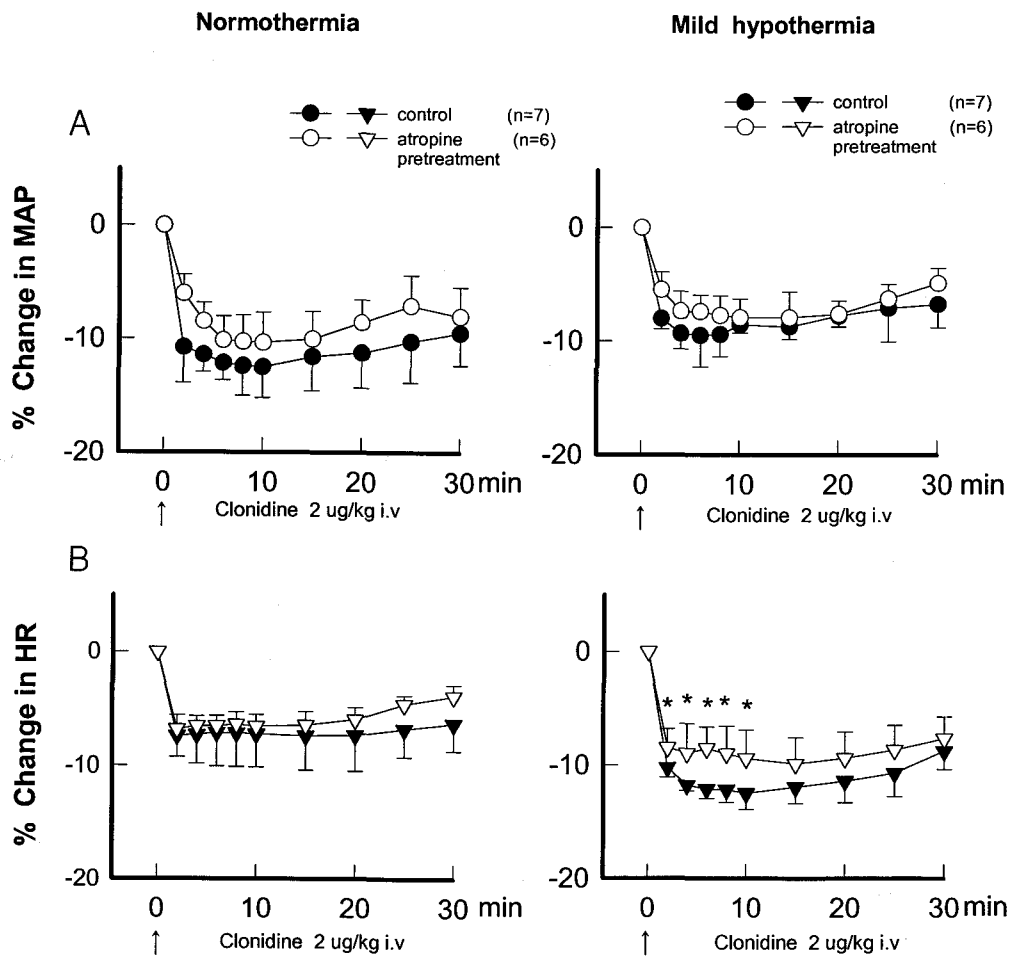 Normothermia
Mild hypothermia
control (n=7)
atropine (n=6)
pretreatment
control (n=7)
atropine (n=6)
pretreatment
A
% Change in MAP
0
-10
-20
0 10 20 30 min
Clonidine 2 ug/kg i.v
0
-10
-20
0 10 20 30 min
Clonidine 2 ug/kg i.v
B
% Change in HR
0
-10
-20
0 10 20 30 min
Clonidine 2 ug/kg i.v
0
-10
-20
* * * * *
0 10 20 30 min
Clonidine 2 ug/kg i.v